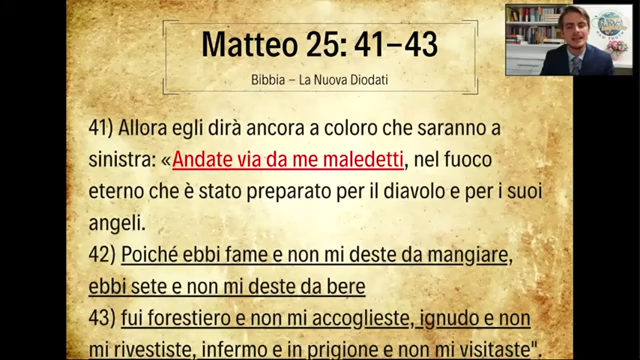 Matteo 25: 41–43
Bibbia – La Nuova Diodati
41) Allora egli dirà ancora a coloro che saranno a
sinistra: «Andate via da me maledetti, nel fuoco
eterno che è stato preparato per il diavolo e per i suoi
angeli.
42) Poiché ebbi fame e non mi deste da mangiare,
ebbi sete e non mi deste da bere
43) fui forestiero e non mi accoglieste, ignudo e non
mi rivestiste, infermo e in prigione e non mi visitaste"